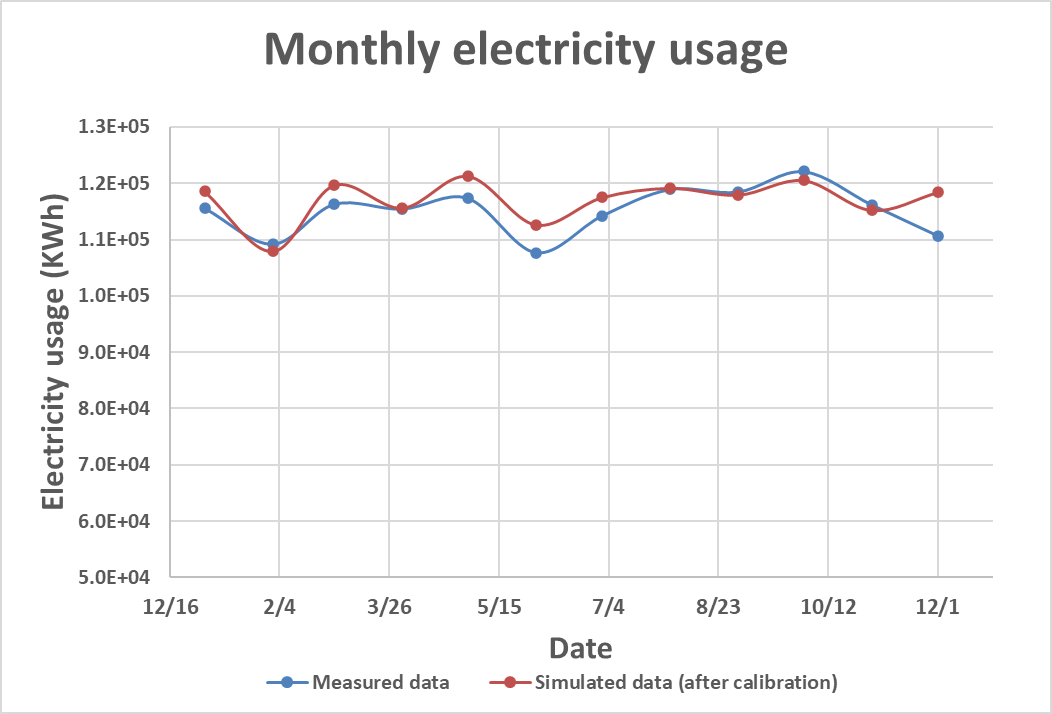 Monthly electricity usage
1.3E+05
1.2E+05
1.1E+05
1.0E+05
9.0E+04
8.0E+04
7.0E+04
6.0E+04
5.0E+04
Electricity usage (KWh)
12/16 2/4 3/26 5/15 7/4 8/23 10/12 12/1
Date
Measured data Simulated data (after calibration)